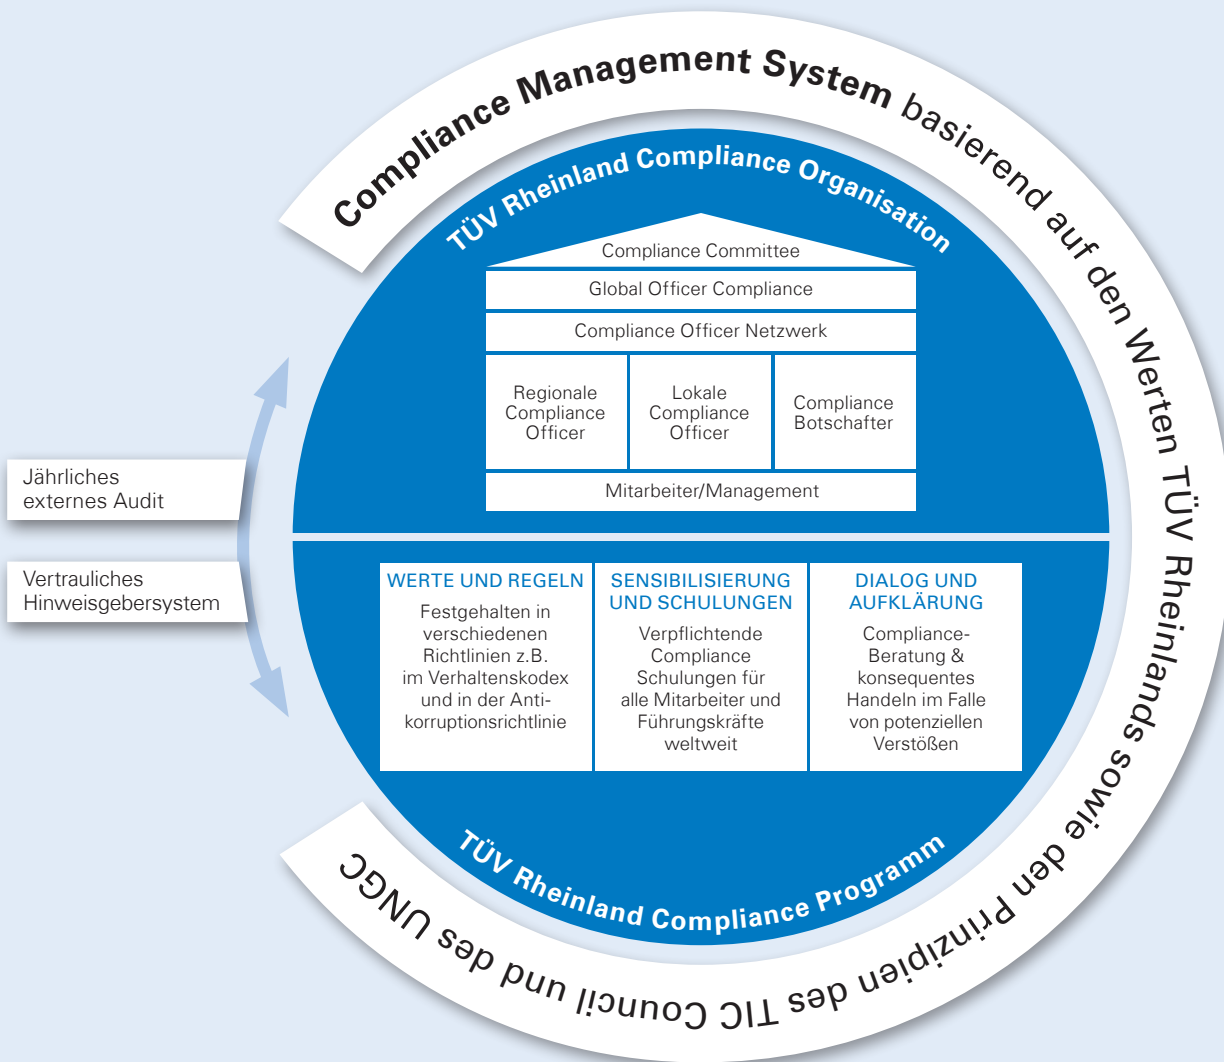 Compliance Management System basierend auf den Werten TÜV Rheinlands sowie den Prinzipien des TIC Council und des UNGC
TÜV Rheinland Compliance Organisation
Compliance Committee
Global Officer Compliance
Compliance Officer Netzwerk
Regionale
Compliance
Officer
Lokale
Compliance
Officer
Compliance
Botschafter
Mitarbeiter/Management
Jährliches
externes Audit
Vertrauliches
Hinweisgebersystem
WERTE UND REGELN
Festgehalten in
verschiedenen
Richtlinien z.B.
im Verhaltenskodex
und in der Anti-
korruptionsrichtlinie
SENSIBILISIERUNG
UND SCHULUNGEN
Verpflichtende
Compliance
Schulungen für
alle Mitarbeiter und
Führungskräfte
weltweit
DIALOG UND
AUFKLÄRUNG
Compliance-
Beratung &
konsequentes
Handeln im Falle
von potenziellen
Verstößen
TÜV Rheinland Compliance Programm